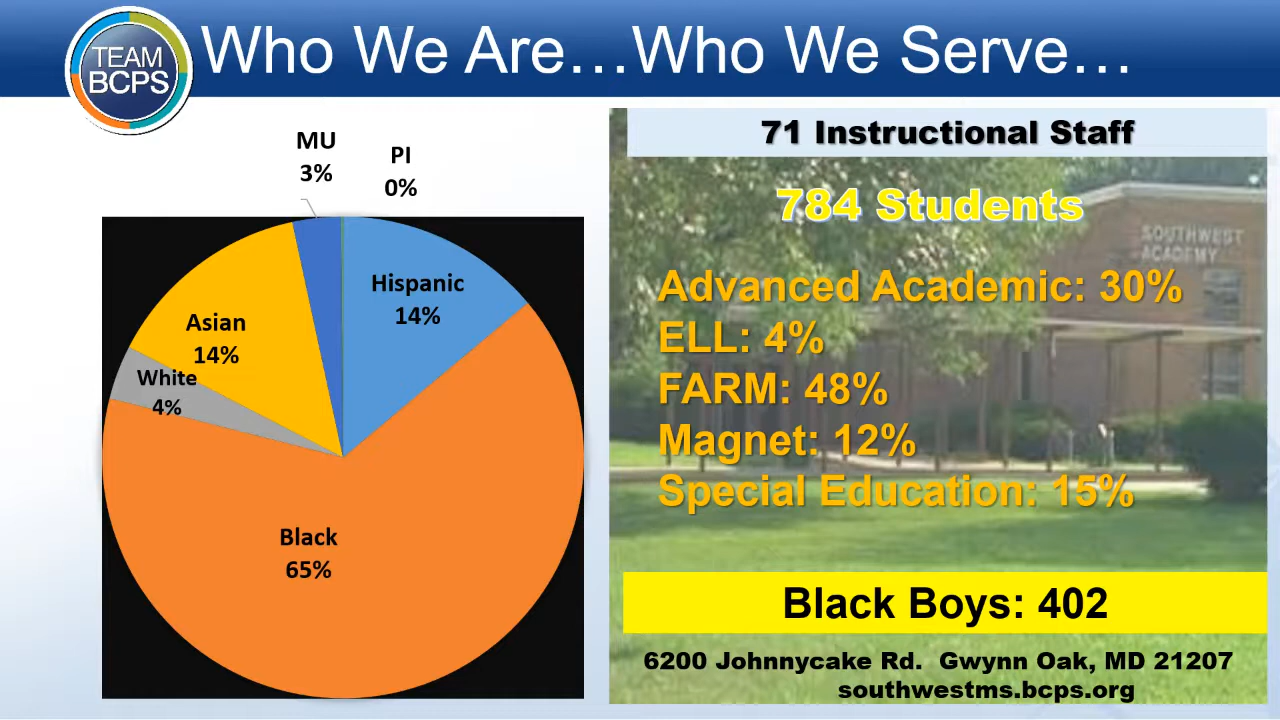 TEAM
BCPS
Who We Are…Who We Serve…
MU
3%
PI
0%
Hispanic
14%
Asian
14%
White
4%
Black
65%
71 Instructional Staff
784 Students
SOUTHWEST
ACADEMY
Advanced Academic: 30%
ELL: 4%
FARM: 48%
Magnet: 12%
Special Education: 15%
Black Boys: 402
6200 Johnnycake Rd.  Gwynn Oak, MD 21207
southwestms.bcps.org